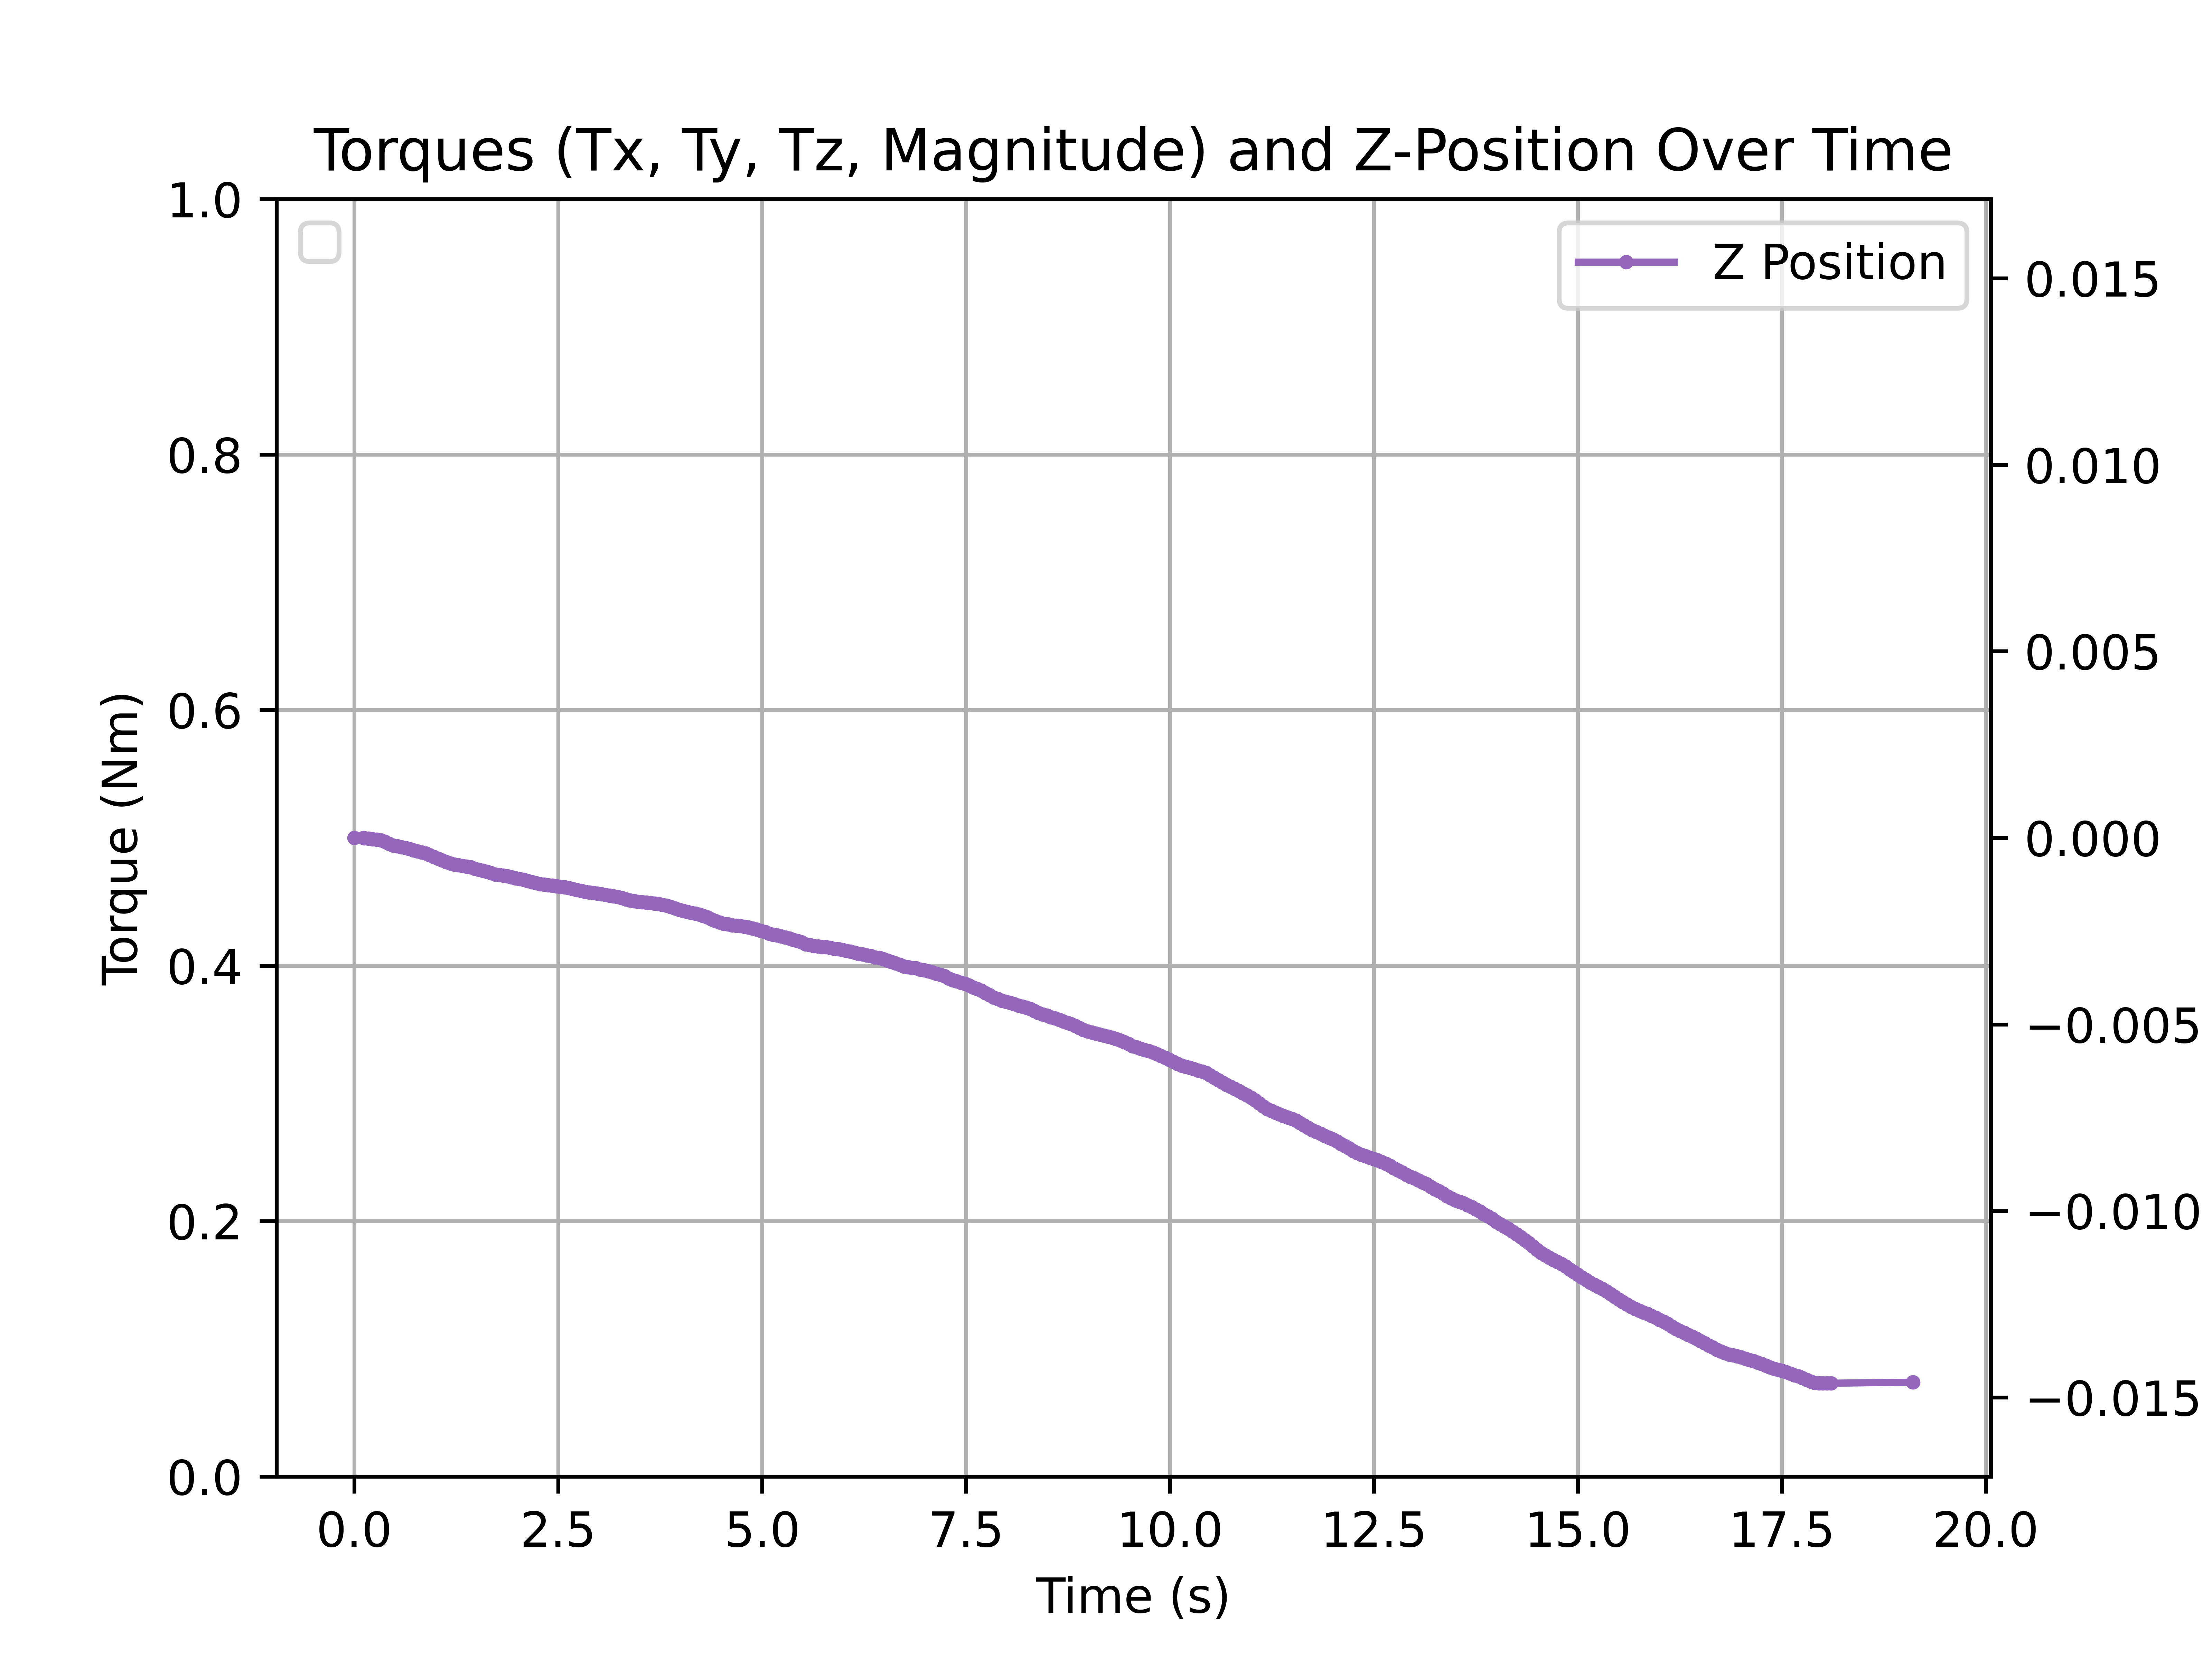 Torques (Tx, Ty, Tz, Magnitude) and Z-Position Over Time
Z Position
1.0
0.8
0.6
0.4
0.2
0.0
Torque (Nm)
0.015
0.010
0.005
0.000
−0.005
−0.010
−0.015
0.0 2.5 5.0 7.5 10.0 12.5 15.0 17.5 20.0
Time (s)